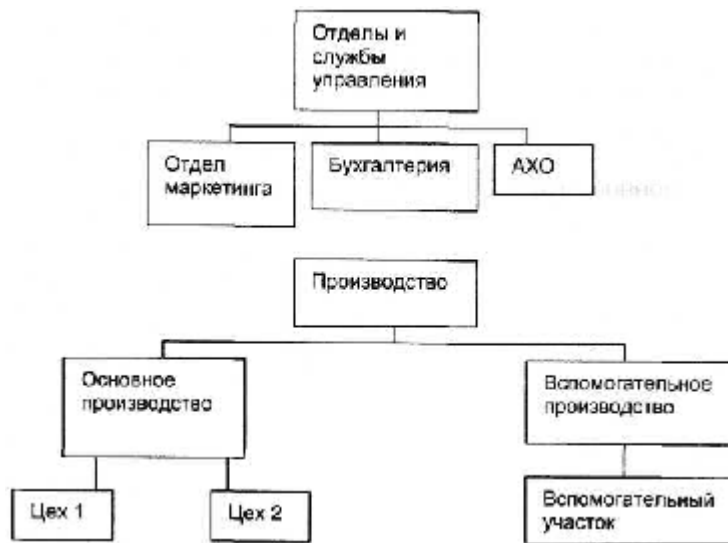 Отделы и
службы
управления
Отдел
маркетинга
Бухгалтерия
АХО
Производство
Основное
производство
Вспомогательное
производство
Цех 1
Цех 2
Вспомогательный
участок